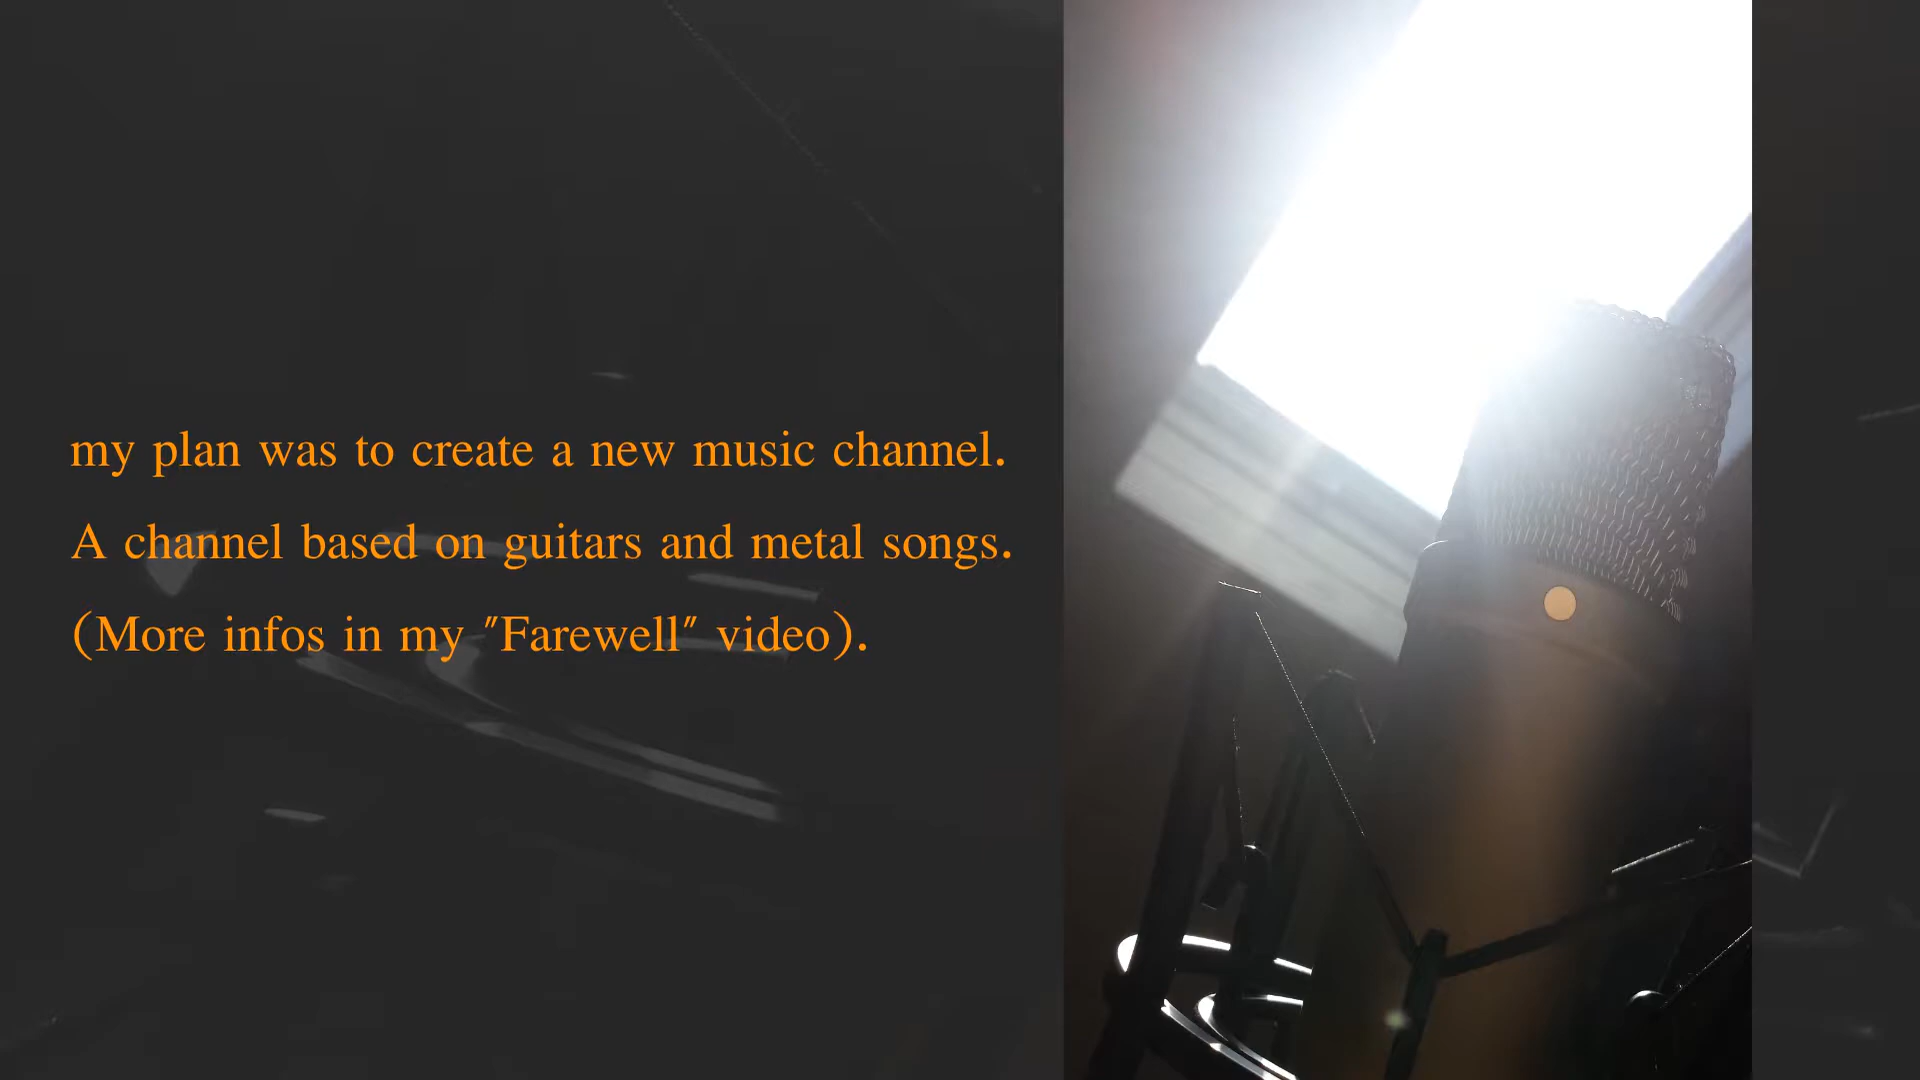 my plan was to create a new music channel.
A channel based on guitars and metal songs.
(More infos in my "Farewell" video).